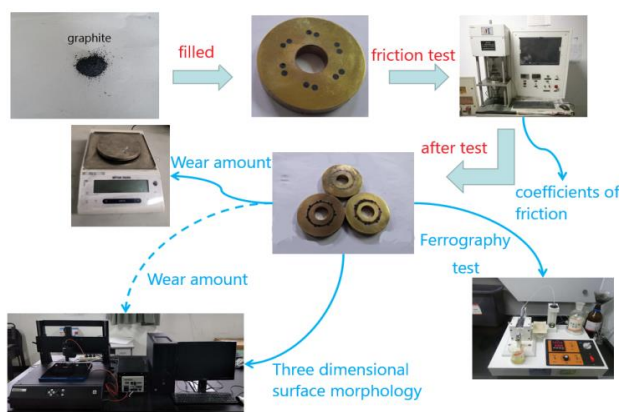 graphite
filled
friction test
after test
Wear amount
coefficients of
friction
Ferrography
test
Wear amount
Three dimensional
surface morphology